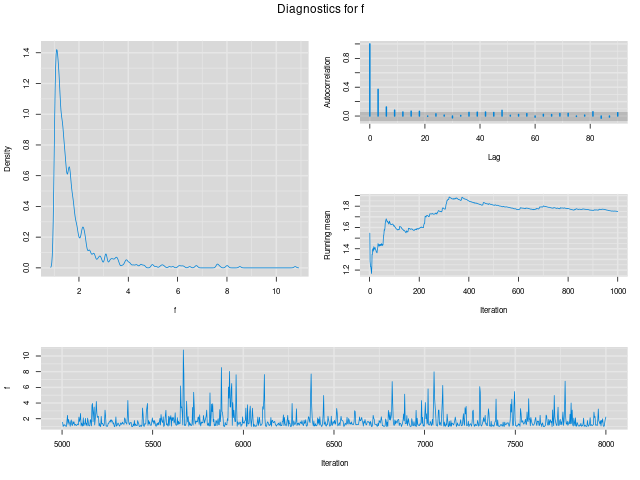 Diagnostics for f
Density
0.0 0.2 0.4 0.6 0.8 1.0 1.2 1.4
2 4 6 8 10
f
Autocorrelation
0.0 0.4 0.8
0 20 40 60 80
Lag
Running mean
1.2 1.4 1.6 1.8
0 200 400 600 800 1000
Iteration
f
2 4 6 8 10
5000 5500 6000 6500 7000 7500 8000
Iteration